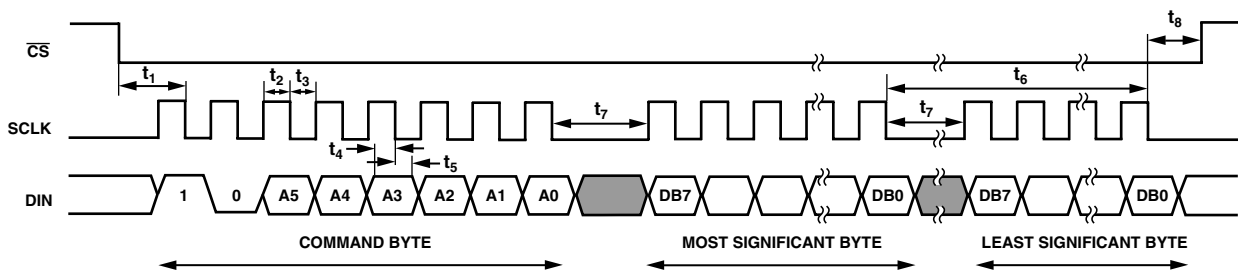 t8
CS
t1
t2
t3
t6
t7
t7
SCLK
t4
t5
DIN
1
0
A5
A4
A3
A2
A1
A0
DB7
DB0
DB7
DB0
COMMAND BYTE
MOST SIGNIFICANT BYTE
LEAST SIGNIFICANT BYTE